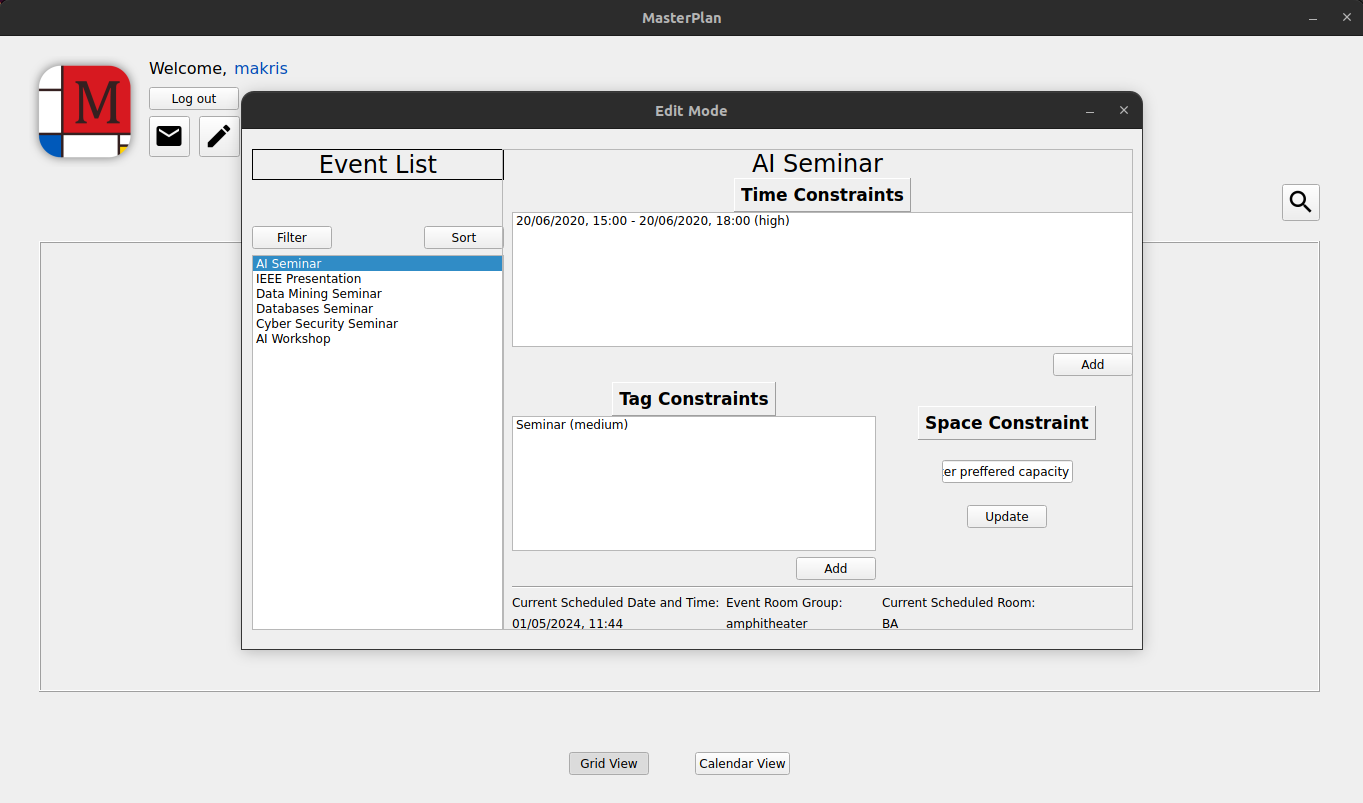 MasterPlan
M
Welcome, makris
Log out
Edit Mode
Event List
Filter
Sort
AI Seminar
IEEE Presentation
Data Mining Seminar
Databases Seminar
Cyber Security Seminar
AI Workshop
AI Seminar
Time Constraints
20/06/2020, 15:00 - 20/06/2020, 18:00 (high)
Add
Tag Constraints
Seminar (medium)
Add
Space Constraint
er preffered capacity
Update
Current Scheduled Date and Time: Event Room Group: Current Scheduled Room:
01/05/2024, 11:44 amphitheater BA
Grid View
Calendar View